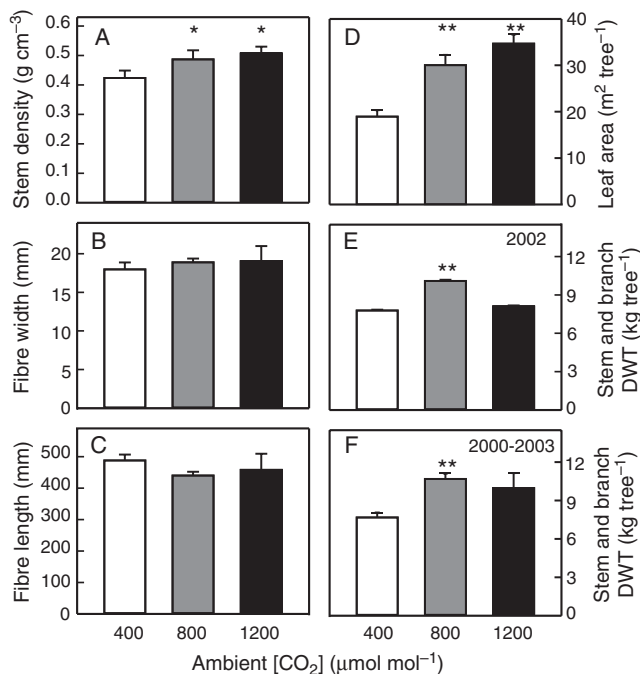 A
* *
Stem density (g cm⁻³)
0.6
0.5
0.4
0.3
0.2
0.1
0.0
D
** **
Leaf area (m² tree⁻¹)
40
30
20
10
0
B
Fibre width (mm)
20
15
10
5
0
E
2002
**
Stem and branch
DWT (kg tree⁻¹)
12
9
6
3
0
C
Fibre length (mm)
500
400
300
200
100
0
F
2000-2003
**
Stem and branch
DWT (kg tree⁻¹)
12
9
6
3
0
400 800 1200
400 800 1200
Ambient [CO₂] (μmol mol⁻¹)